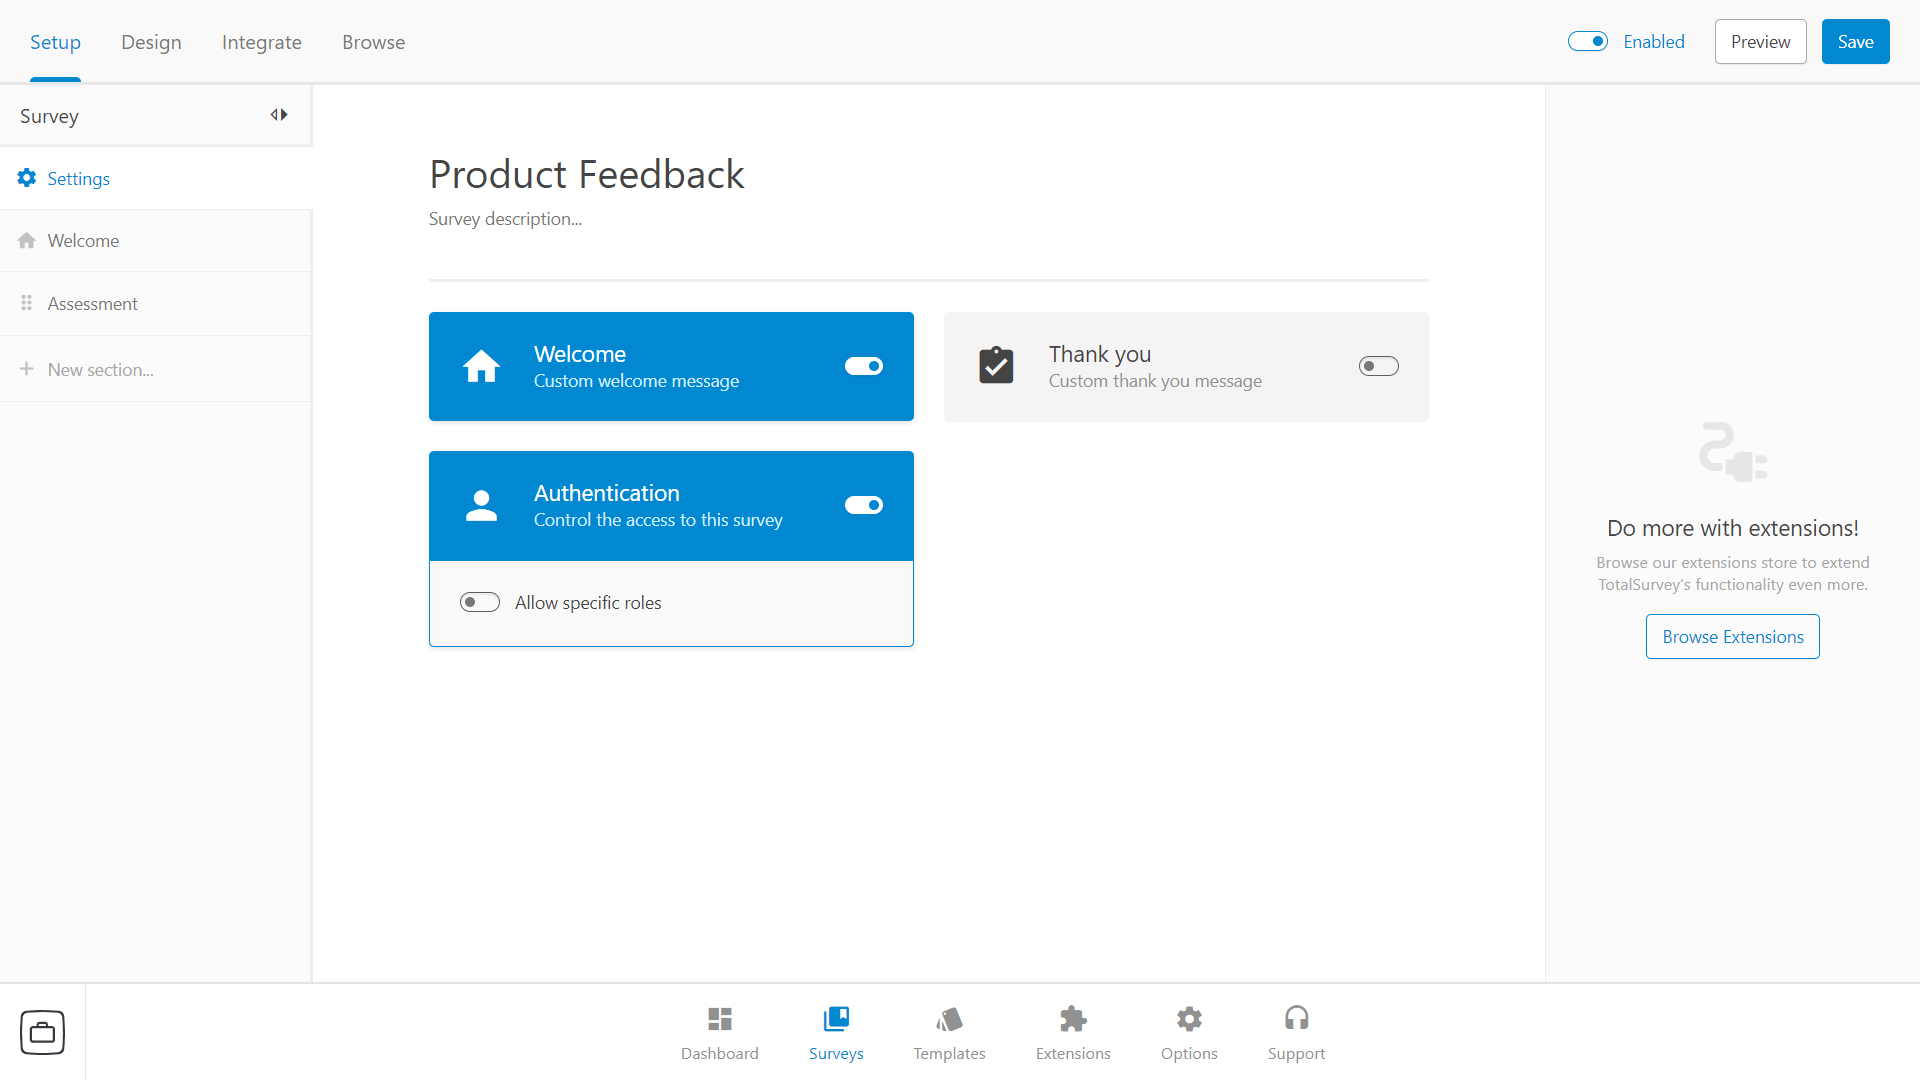 Setup
Design
Integrate
Browse
Enabled
Preview
Save
Survey
Settings
Welcome
Assessment
New section...
Product Feedback
Survey description...
Welcome
Custom welcome message
Thank you
Custom thank you message
Authentication
Control the access to this survey
Allow specific roles
Do more with extensions!
Browse our extensions store to extend
TotalSurvey's functionality even more.
Browse Extensions
Dashboard
Surveys
Templates
Extensions
Options
Support